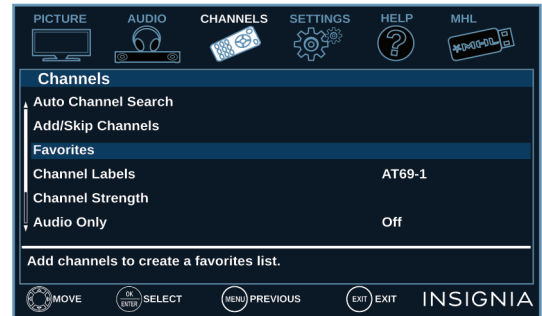 PICTURE AUDIO CHANNELS SETTINGS HELP MHL
Channels
Auto Channel Search
Add/Skip Channels
Favorites
Channel Labels AT69-1
Channel Strength
Audio Only Off
Add channels to create a favorites list.
MOVE OK ENTER SELECT MENU PREVIOUS EXIT EXIT INSIGNIA